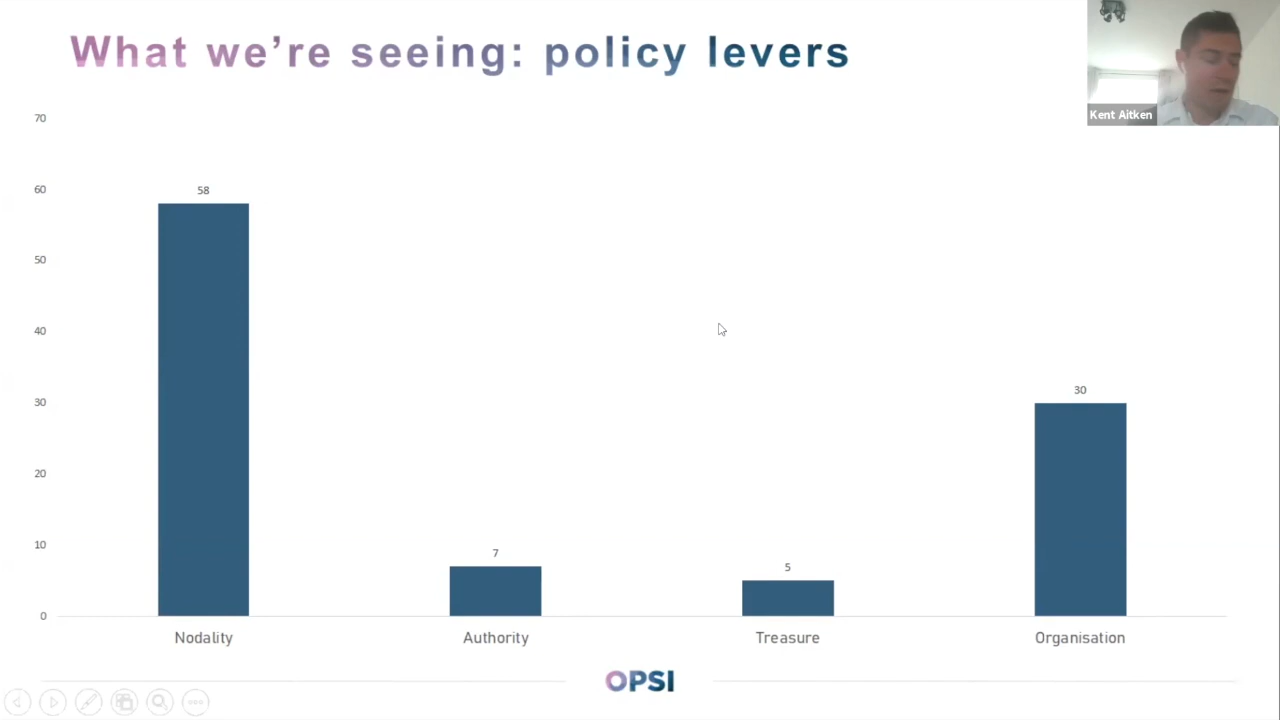 What we're seeing: policy levers
Kent Aitken
70
60
50
40
30
20
10
0
58
7
5
30
Nodality
Authority
Treasure
Organisation
OPSI